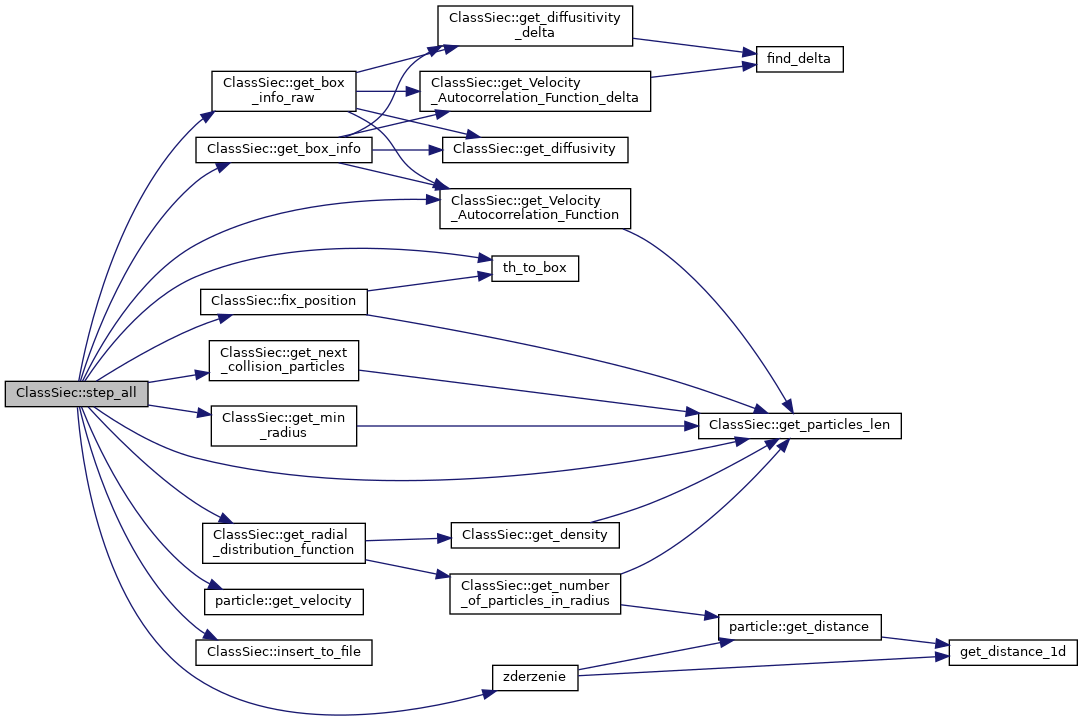 ClassSiec::get_diffusitivity
_delta
find_delta
ClassSiec::get_box
_info_raw
ClassSiec::get_Velocity
_Autocorrelation_Function_delta
ClassSiec::get_box_info
ClassSiec::get_diffusivity
ClassSiec::get_Velocity
_Autocorrelation_Function
th_to_box
ClassSiec::fix_position
ClassSiec::get_next
_collision_particles
ClassSiec::step_all
ClassSiec::get_min
_radius
ClassSiec::get_particles_len
ClassSiec::get_radial
_distribution_function
ClassSiec::get_density
ClassSiec::get_number
_of_particles_in_radius
particle::get_velocity
particle::get_distance
ClassSiec::insert_to_file
get_distance_1d
zderzenie